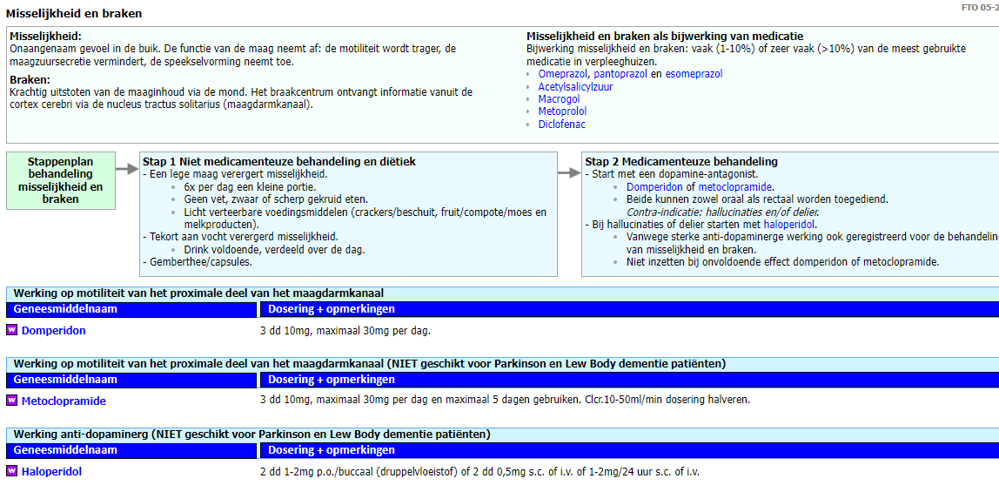 FTO 05-2
Misselijkheid en braken
Misselijkheid:
Onaangenaam gevoel in de buik. De functie van de maag neemt af: de motiliteit wordt trager, de
maagzuursecretie vermindert, de speekselvorming neemt toe.
Braken:
Krachtig uitstoten van de maaginhoud via de mond. Het braakcentrum ontvangt informatie vanuit de
cortex cerebri via de nucleus tractus solitarius (maagdarmkanaal).
Misselijkheid en braken als bijwerking van medicatie
Bijwerking misselijkheid en braken: vaak (1-10%) of zeer vaak (>10%) van de meest gebruikte
medicatie in verpleeghuizen.
• Omeprazol, pantoprazol en esomeprazol
• Acetylsalicylzuur
• Macrogol
• Metoprolol
• Diclofenac
Stappenplan
behandeling
misselijkheid en
braken
Stap 1 Niet medicamenteuze behandeling en diëtiek
- Een lege maag verergert misselijkheid.
• 6x per dag een kleine portie.
• Geen vet, zwaar of scherp gekruid eten.
• Licht verteerbare voedingsmiddelen (crackers/beschuit, fruit/compote/moes en
melkproducten).
- Tekort aan vocht verergerd misselijkheid.
• Drink voldoende, verdeeld over de dag.
- Gemberthee/capsules.
Stap 2 Medicamenteuze behandeling
- Start met een dopamine-antagonist.
• Domperidon of metoclopramide.
• Beide kunnen zowel oraal als rectaal worden toegediend.
Contra-indicatie: hallucinaties en/of delier.
- Bij hallucinaties of delier starten met haloperidol.
• Vanwege sterke anti-dopaminerge werking ook geregistreerd voor de behandelin
van misselijkheid en braken.
• Niet inzetten bij onvoldoende effect domperidon of metoclopramide.
Werking op motiliteit van het proximale deel van het maagdarmkanaal
Geneesmiddelnaam Dosering + opmerkingen
W Domperidon 3 dd 10mg, maximaal 30mg per dag.
Werking op motiliteit van het proximale deel van het maagdarmkanaal (NIET geschikt voor Parkinson en Lew Body dementie patiënten)
Geneesmiddelnaam Dosering + opmerkingen
W Metoclopramide 3 dd 10mg, maximaal 30mg per dag en maximaal 5 dagen gebruiken. Clcr.10-50ml/min dosering halveren.
Werking anti-dopaminerg (NIET geschikt voor Parkinson en Lew Body dementie patiënten)
Geneesmiddelnaam Dosering + opmerkingen
W Haloperidol 2 dd 1-2mg p.o./buccaal (druppelvloeistof) of 2 dd 0,5mg s.c. of i.v. of 1-2mg/24 uur s.c. of i.v.